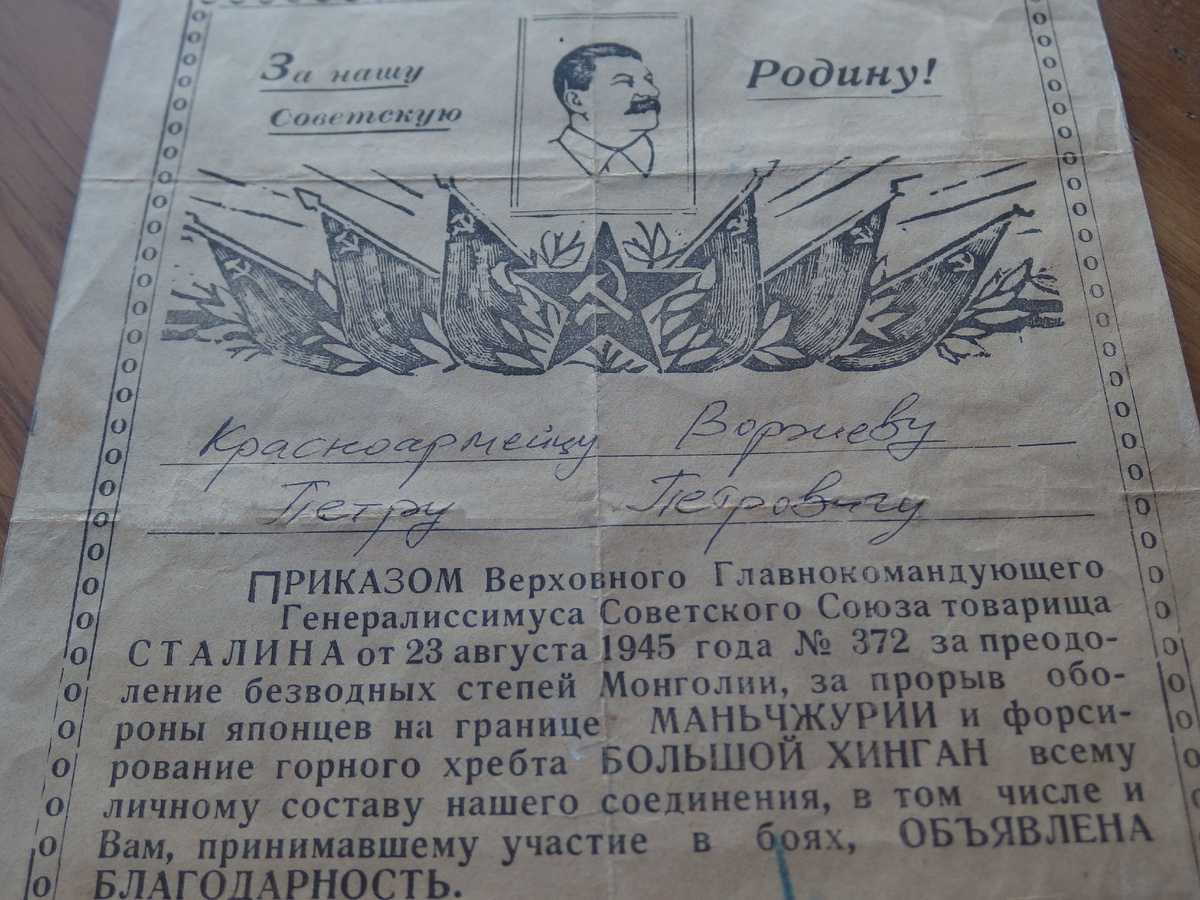 За нашу
Советскую
Родину!
Красноармейцу Воржеву
Петру Петровичу
ПРИКАЗОМ Верховного Главнокомандующего
Генералиссимуса Советского Союза товарища
СТАЛИНА от 23 августа 1945 года № 372 за преодо-
ление безводных степей Монголии, за прорыв обо-
роны японцев на границе МАНЬЧЖУРИИ и форси-
рование горного хребта БОЛЬШОЙ ХИНГАН всему
личному составу нашего соединения, в том числе и
Вам, принимавшему участие в боях, ОБЪЯВЛЕНА
БЛАГОДАРНОСТЬ.